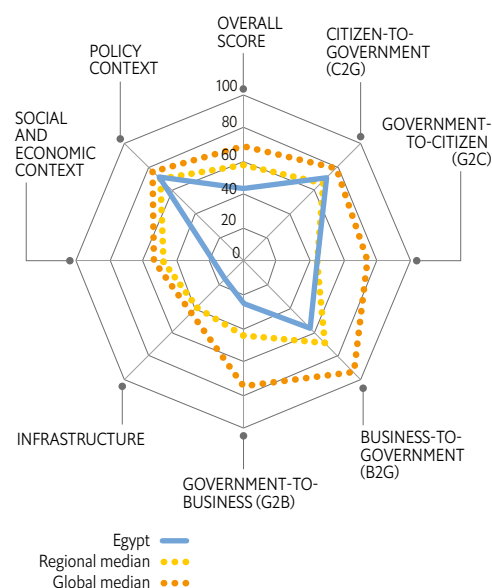 OVERALL
SCORE
CITIZEN-TO-
GOVERNMENT
(C2G)
POLICY
CONTEXT
GOVERNMENT-
TO-CITIZEN
(G2C)
SOCIAL
AND
ECONOMIC
CONTEXT
100
80
60
40
20
0
INFRASTRUCTURE
BUSINESS-TO-
GOVERNMENT
(B2G)
GOVERNMENT-TO-
BUSINESS (G2B)
Egypt
Regional median
Global median